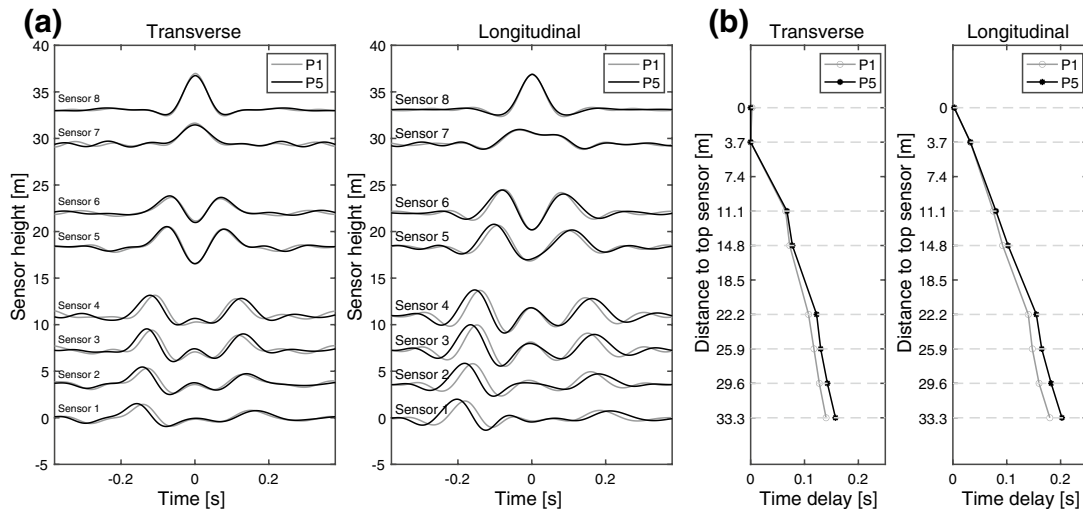 (a)
Transverse
Longitudinal
(b)
Transverse
Longitudinal
Sensor height [m]
40
35
30
25
20
15
10
5
0
-5
P1
P5
Sensor 8
Sensor 7
Sensor 6
Sensor 5
Sensor 4
Sensor 3
Sensor 2
Sensor 1
-0.2
0
0.2
Time [s]
40
35
30
25
20
15
10
5
0
-5
P1
P5
Sensor 8
Sensor 7
Sensor 6
Sensor 5
Sensor 4
Sensor 3
Sensor 2
Sensor 1
-0.2
0
0.2
Time [s]
Distance to top sensor [m]
0
3.7
7.4
11.1
14.8
18.5
22.2
25.9
29.6
33.3
P1
P5
0
0.1
0.2
Time delay [s]
Distance to top sensor [m]
0
3.7
7.4
11.1
14.8
18.5
22.2
25.9
29.6
33.3
P1
P5
0
0.1
0.2
Time delay [s]